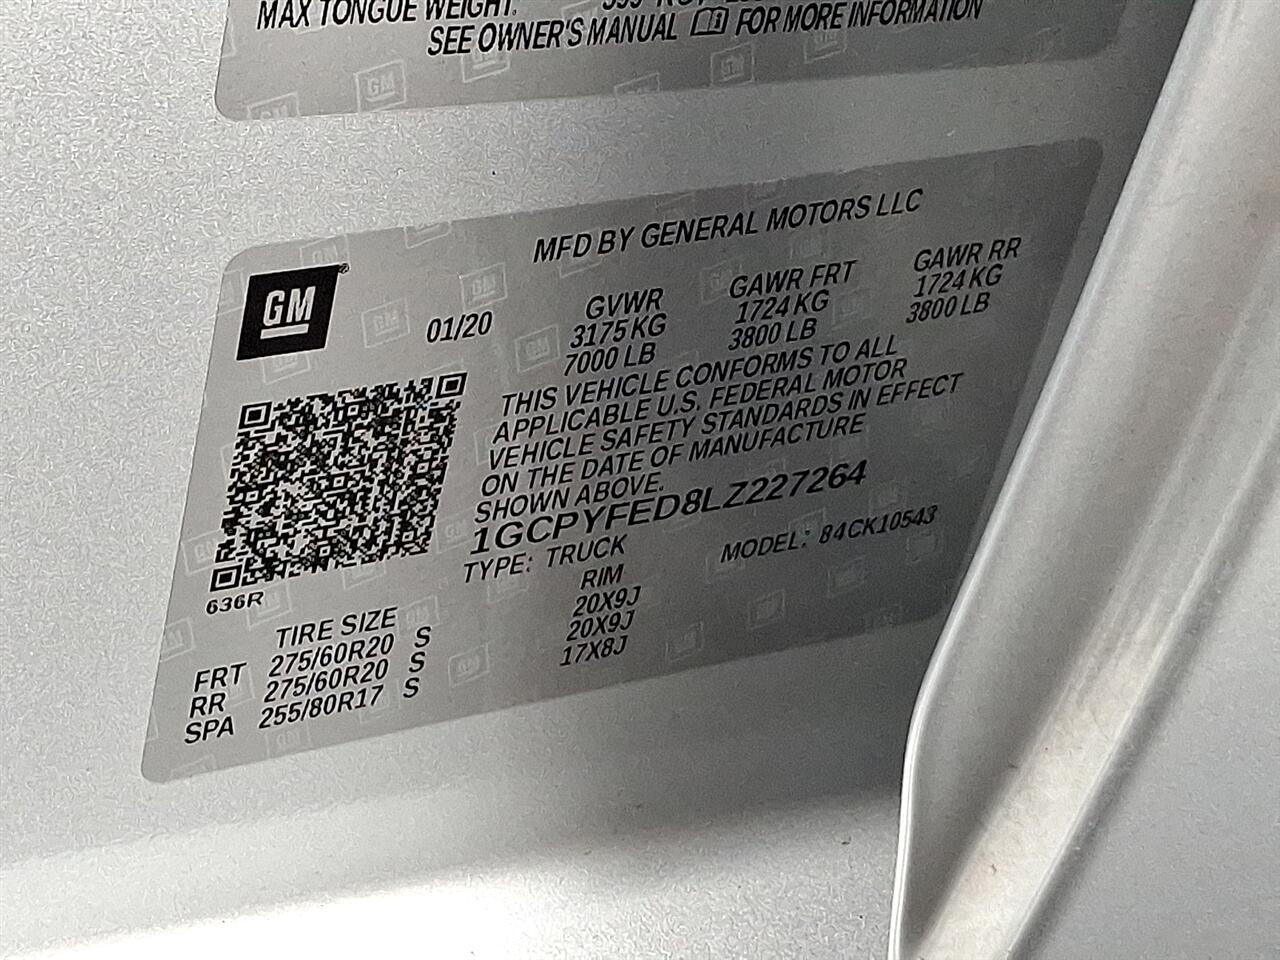 MAX TONGUE WEIGHT:
SEE OWNER'S MANUAL FOR MORE INFORMATION
MFD BY GENERAL MOTORS LLC
GM®
01/20
GVWR GAWR FRT GAWR RR
3175 KG 1724 KG 1724 KG
7000 LB 3800 LB 3800 LB
THIS VEHICLE CONFORMS TO ALL
APPLICABLE U.S. FEDERAL MOTOR
VEHICLE SAFETY STANDARDS IN EFFECT
ON THE DATE OF MANUFACTURE
SHOWN ABOVE.
1GCPYFED8LZ227264
TYPE: TRUCK MODEL: 84CK10543
636R
TIRE SIZE RIM
FRT 275/60R20 S 20X9J
RR 275/60R20 S 20X9J
SPA 255/80R17 S 17X8J